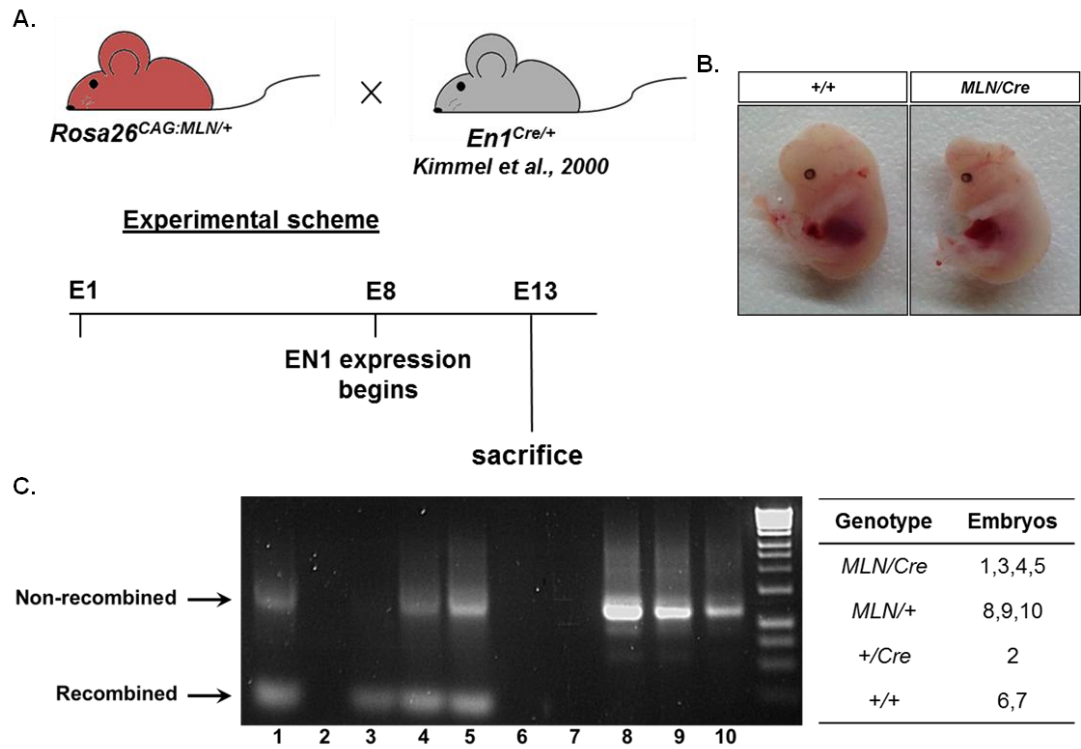 A.
Rosa26CAG:MLN/+
×
En1Cre/+
Kimmel et al., 2000
B.
+/+ MLN/Cre
Experimental scheme
E1 E8 E13
EN1 expression
begins
sacrifice
C.
Non-recombined
Recombined
1 2 3 4 5 6 7 8 9 10
Genotype Embryos
MLN/Cre 1,3,4,5
MLN/+ 8,9,10
+/Cre 2
+/+ 6,7